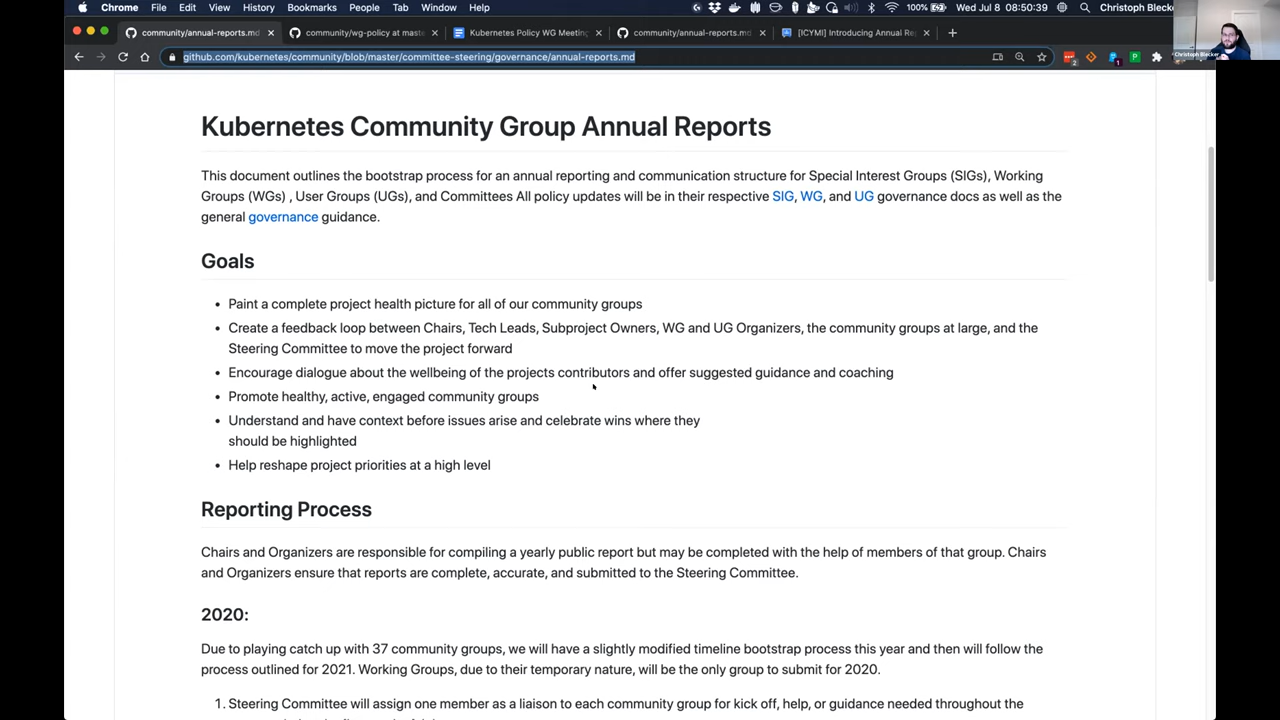 Chrome File Edit View History Bookmarks People Tab Window Help 100% Wed Jul 8 08:50:39 Christoph Blecke
community/annual-reports.md community/wg-policy at maste Kubernetes Policy WG Meeting community/annual-reports.md [ICYMI] Introducing Annual Re
github.com/kubernetes/community/blob/master/committee-steering/governance/annual-reports.md
Christoph Blecker
Kubernetes Community Group Annual Reports
This document outlines the bootstrap process for an annual reporting and communication structure for Special Interest Groups (SIGs), Working
Groups (WGs) , User Groups (UGs), and Committees All policy updates will be in their respective SIG, WG, and UG governance docs as well as the
general governance guidance.
Goals
• Paint a complete project health picture for all of our community groups
• Create a feedback loop between Chairs, Tech Leads, Subproject Owners, WG and UG Organizers, the community groups at large, and the
Steering Committee to move the project forward
• Encourage dialogue about the wellbeing of the projects contributors and offer suggested guidance and coaching
• Promote healthy, active, engaged community groups
• Understand and have context before issues arise and celebrate wins where they
should be highlighted
• Help reshape project priorities at a high level
Reporting Process
Chairs and Organizers are responsible for compiling a yearly public report but may be completed with the help of members of that group. Chairs
and Organizers ensure that reports are complete, accurate, and submitted to the Steering Committee.
2020:
Due to playing catch up with 37 community groups, we will have a slightly modified timeline bootstrap process this year and then will follow the
process outlined for 2021. Working Groups, due to their temporary nature, will be the only group to submit for 2020.
1. Steering Committee will assign one member as a liaison to each community group for kick off, help, or guidance needed throughout the